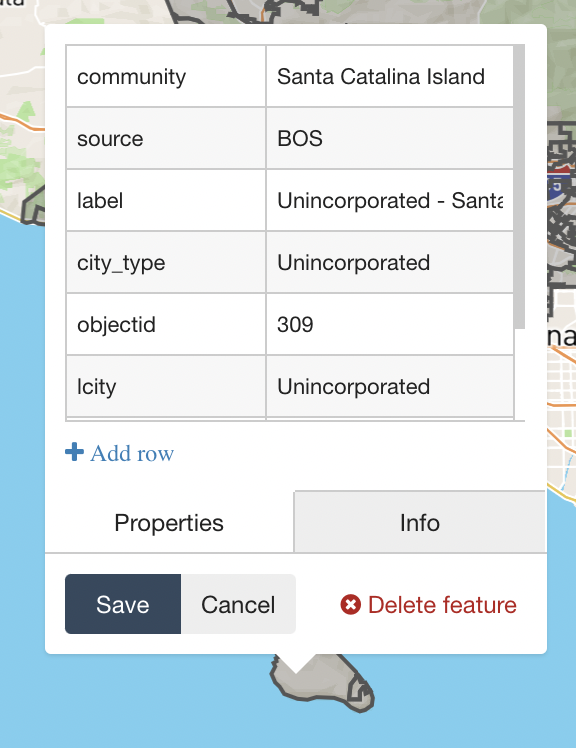 community Santa Catalina Island
source BOS
label Unincorporated - Santa
city_type Unincorporated
objectid 309
lcity Unincorporated
Add row
Properties Info
Save Cancel Delete feature
5
na